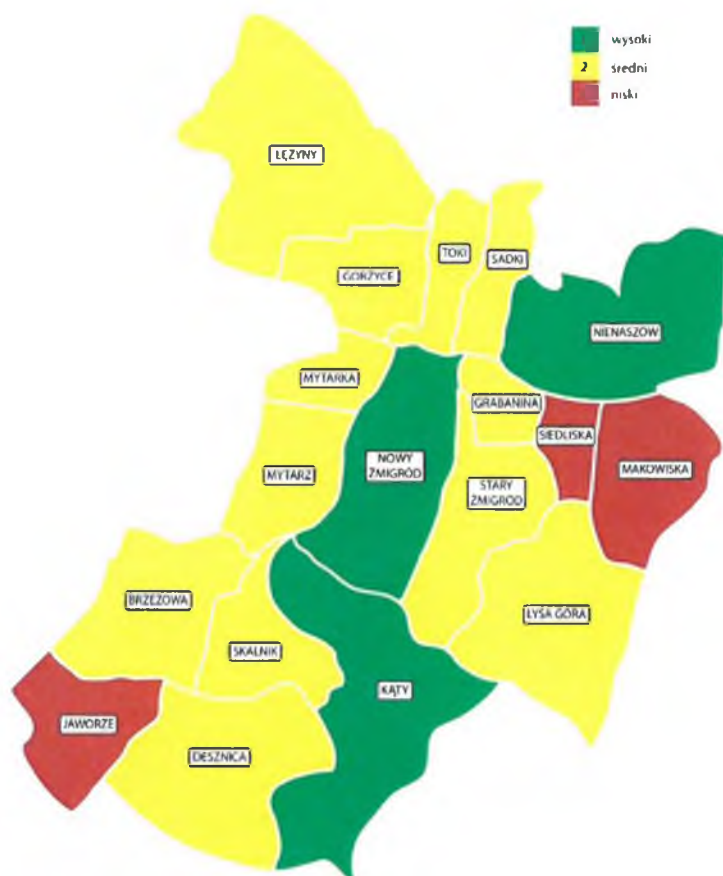 wysoki
2 średni
niski
ŁĘŻYNY
TOKI
SADKI
GORZYCE
NIENASZÓW
MYTARKA
GRABANINA
SIEDLISKA
MAKOWISKA
MYTARZ
NOWY
ŻMIGRÓD
STARY
ŻMIGRÓD
BRZEZOWA
ŁYSA GÓRA
SKALNIK
KĄTY
JAWORZE
DESZNICA